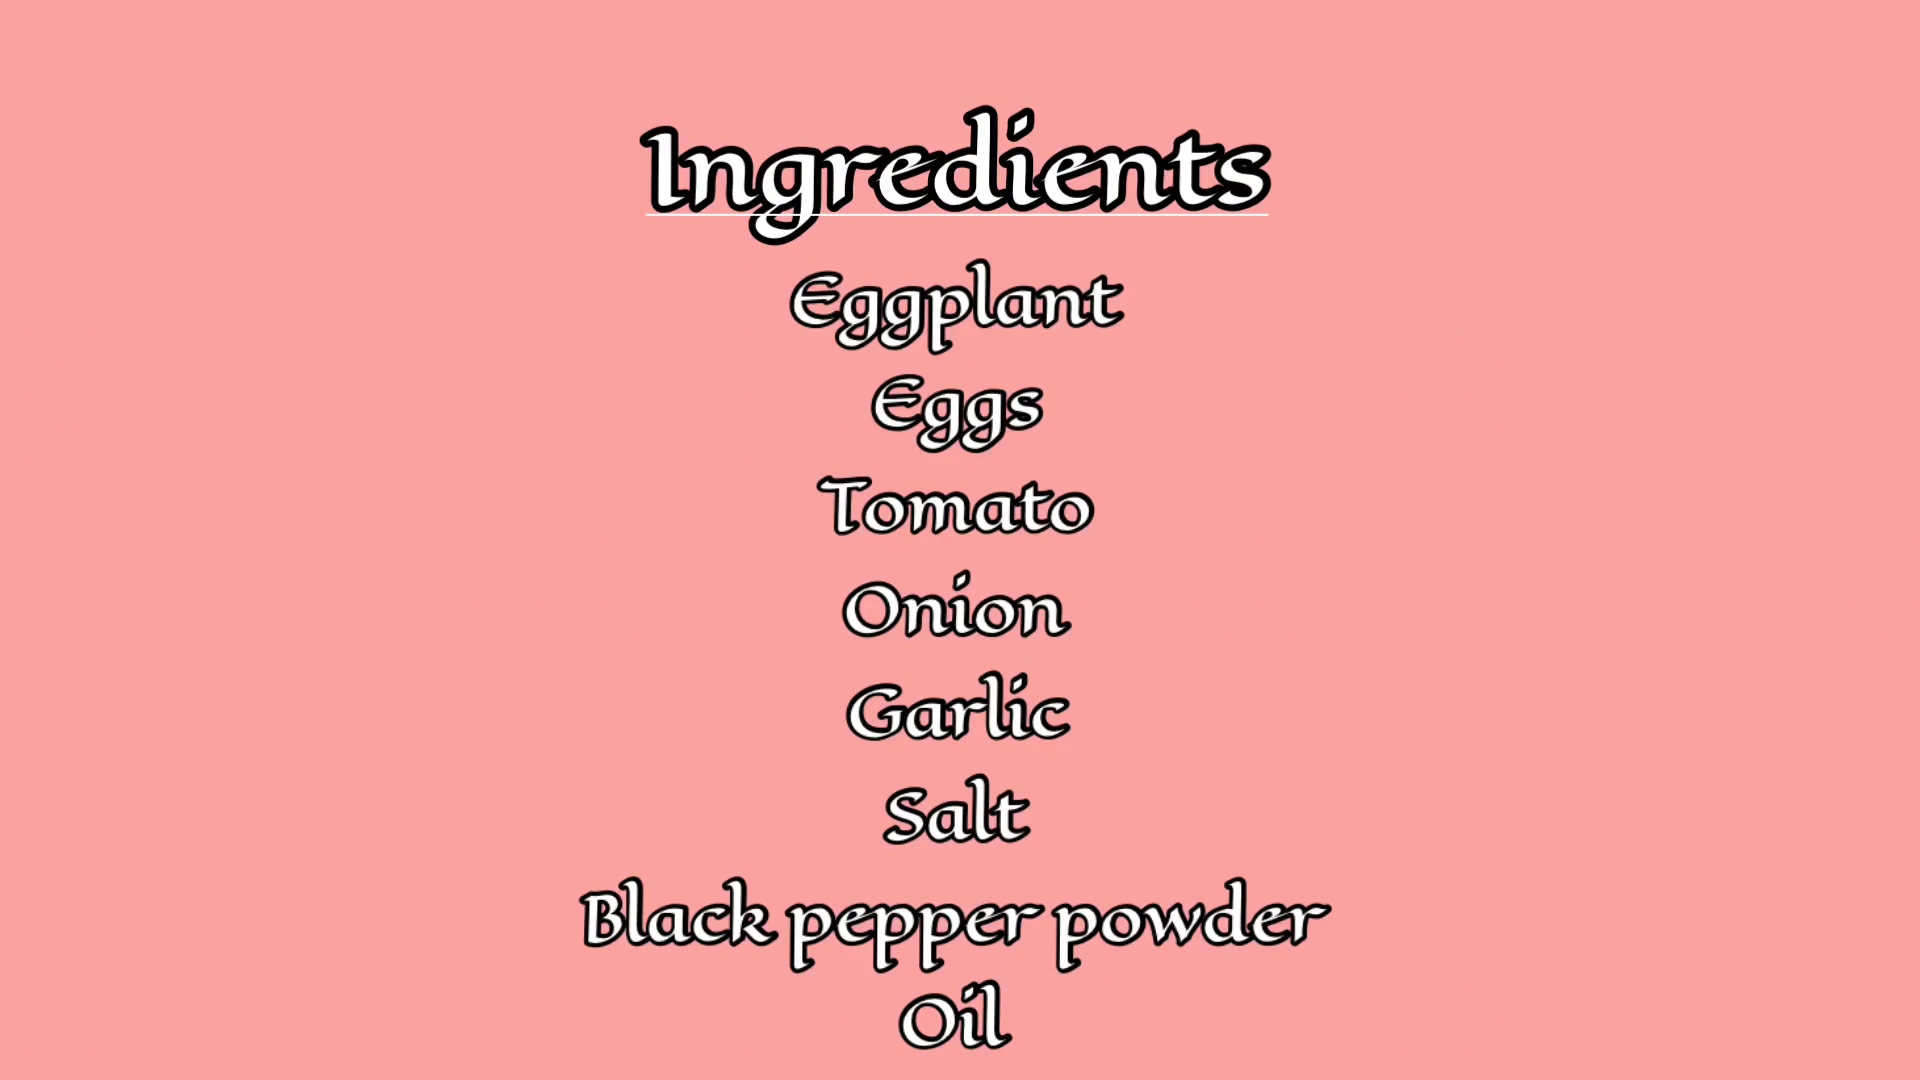 Ingredients
Eggplant
Eggs
Tomato
Onion
Garlic
Salt
Black pepper powder
Oil